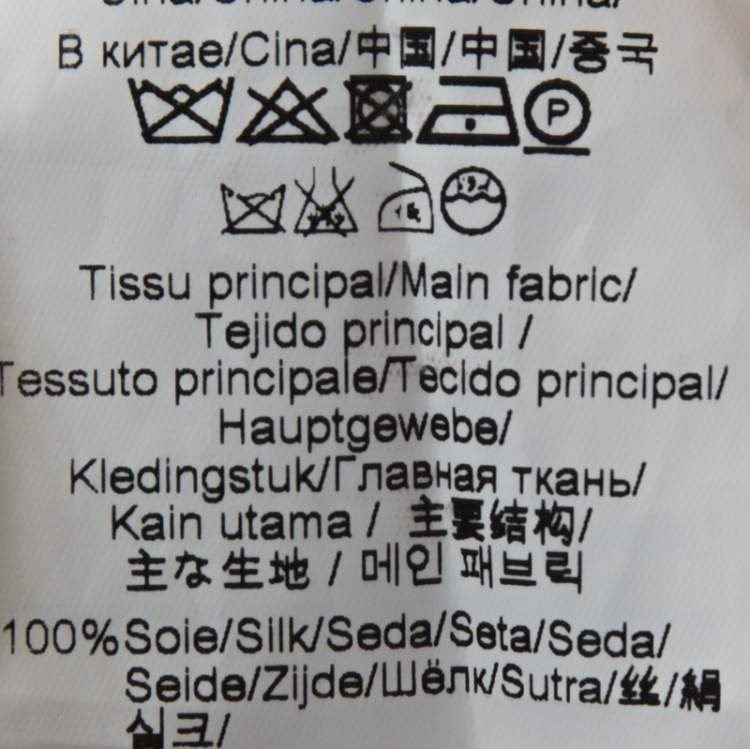 В китае/Cina/中国/中国/중국
P
Tissu principal/Main fabric/
Tejido principal /
Tessuto principale/Tecido principal/
Hauptgewebe/
Kledingstuk/Главная ткань/
Kain utama / 主要结构/
主な生地 / 메인 패브릭
100%Soie/Silk/Seda/Seta/Seda/
Seide/Zijde/Шёлк/Sutra/丝/絹
실크/